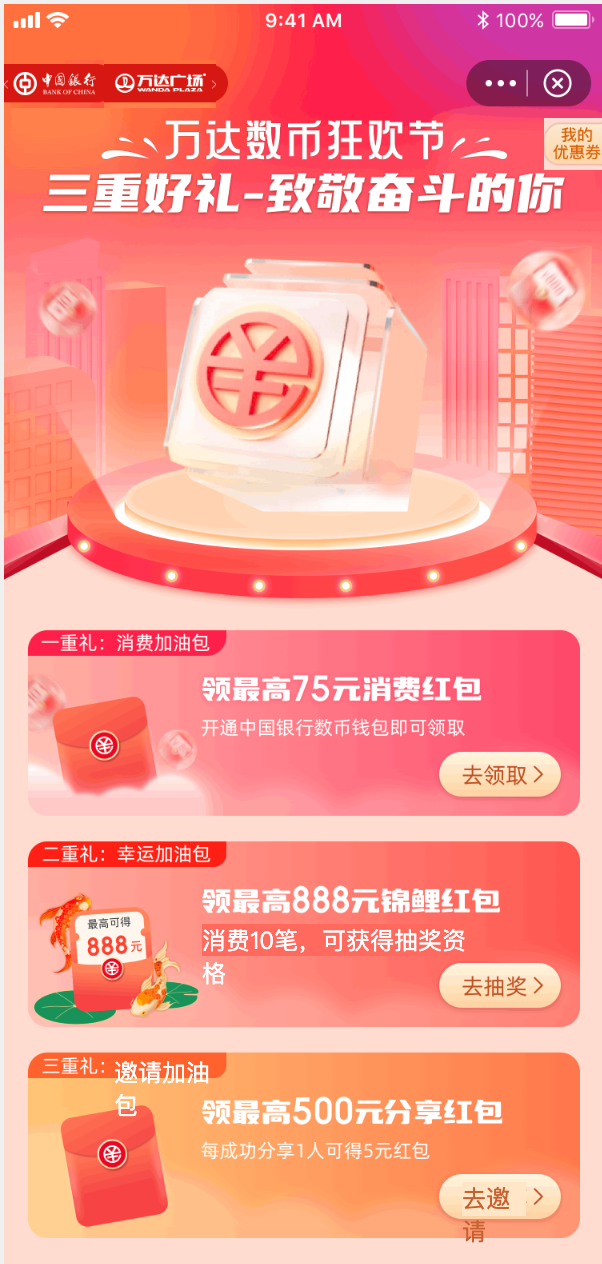 9:41 AM
100%
中国银行
BANK OF CHINA
万达广场
WANDA PLAZA
我的
优惠券
万达数币狂欢节
三重好礼-致敬奋斗的你
一重礼：消费加油包
领最高75元消费红包
开通中国银行数币钱包即可领取
去领取
二重礼：幸运加油包
最高可得
888元
领最高888元锦鲤红包
消费10笔，可获得抽奖资
格
去抽奖
三重礼：邀请加油
包
领最高500元分享红包
每成功分享1人可得5元红包
去邀
请